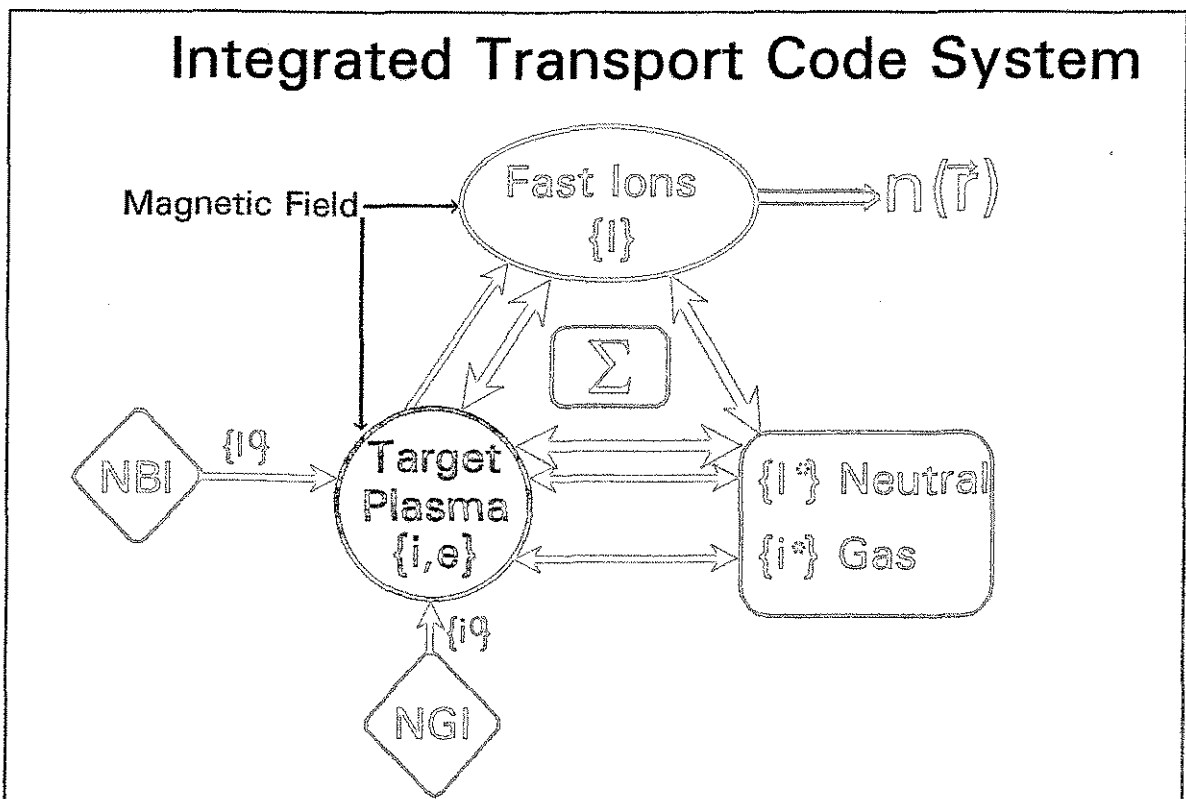 Integrated Transport Code System
Fast Ions
{I}
n(r⃗)
Magnetic Field
Σ
NBI
{I⁰}
Target
Plasma
{i,e}
{I*} Neutral
{i*} Gas
{i⁰}
NGI